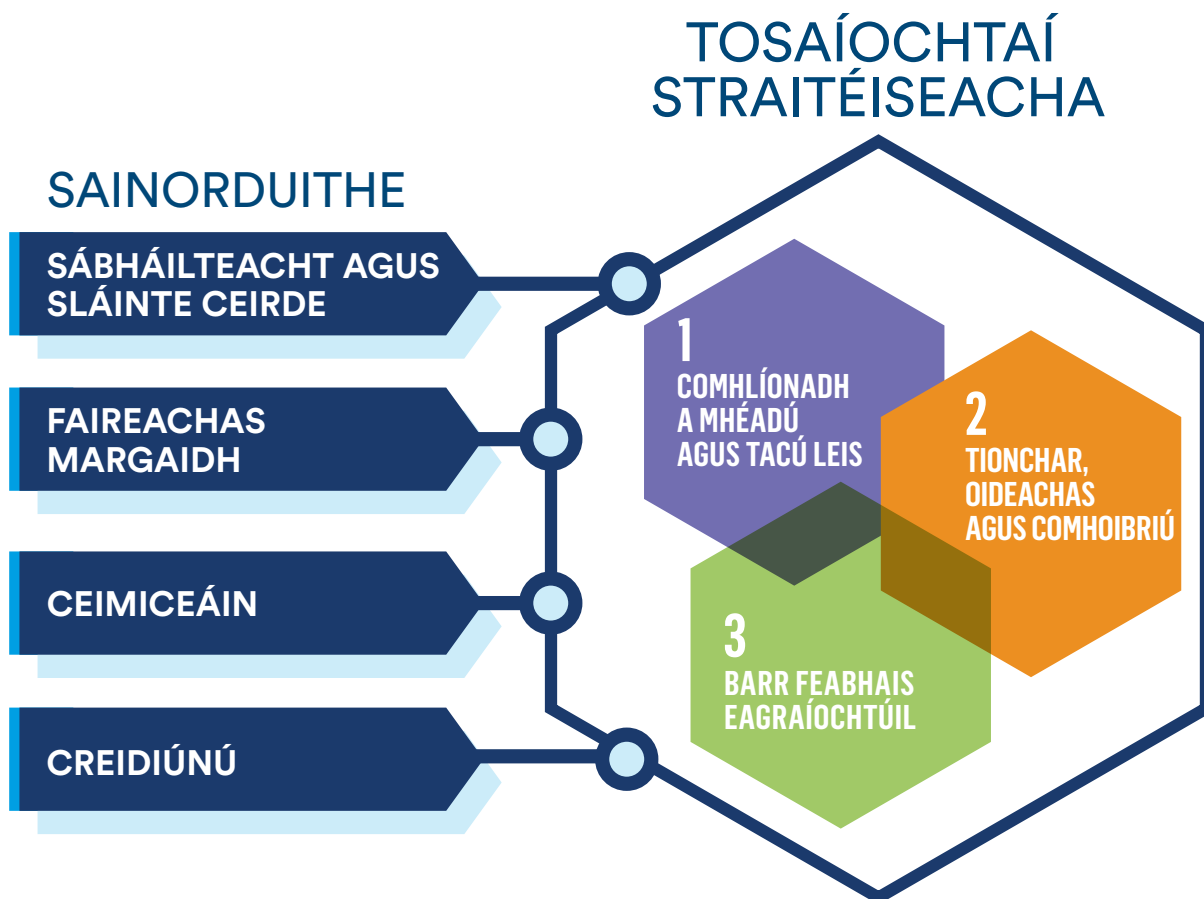 TOSAÍOCHTAÍ
STRAITÉISEACHA
SAINORDUITHE
SÁBHÁILTEACHT AGUS
SLÁINTE CEIRDE
FAIREACHAS
MARGAIDH
CEIMICEÁIN
CREIDIÚNÚ
1
COMHLÍONADH
A MHÉADÚ
AGUS TACÚ LEIS
2
TIONCHAR,
OIDEACHAS
AGUS COMHOIBRIÚ
3
BARR FEABHAIS
EAGRAÍOCHTÚIL